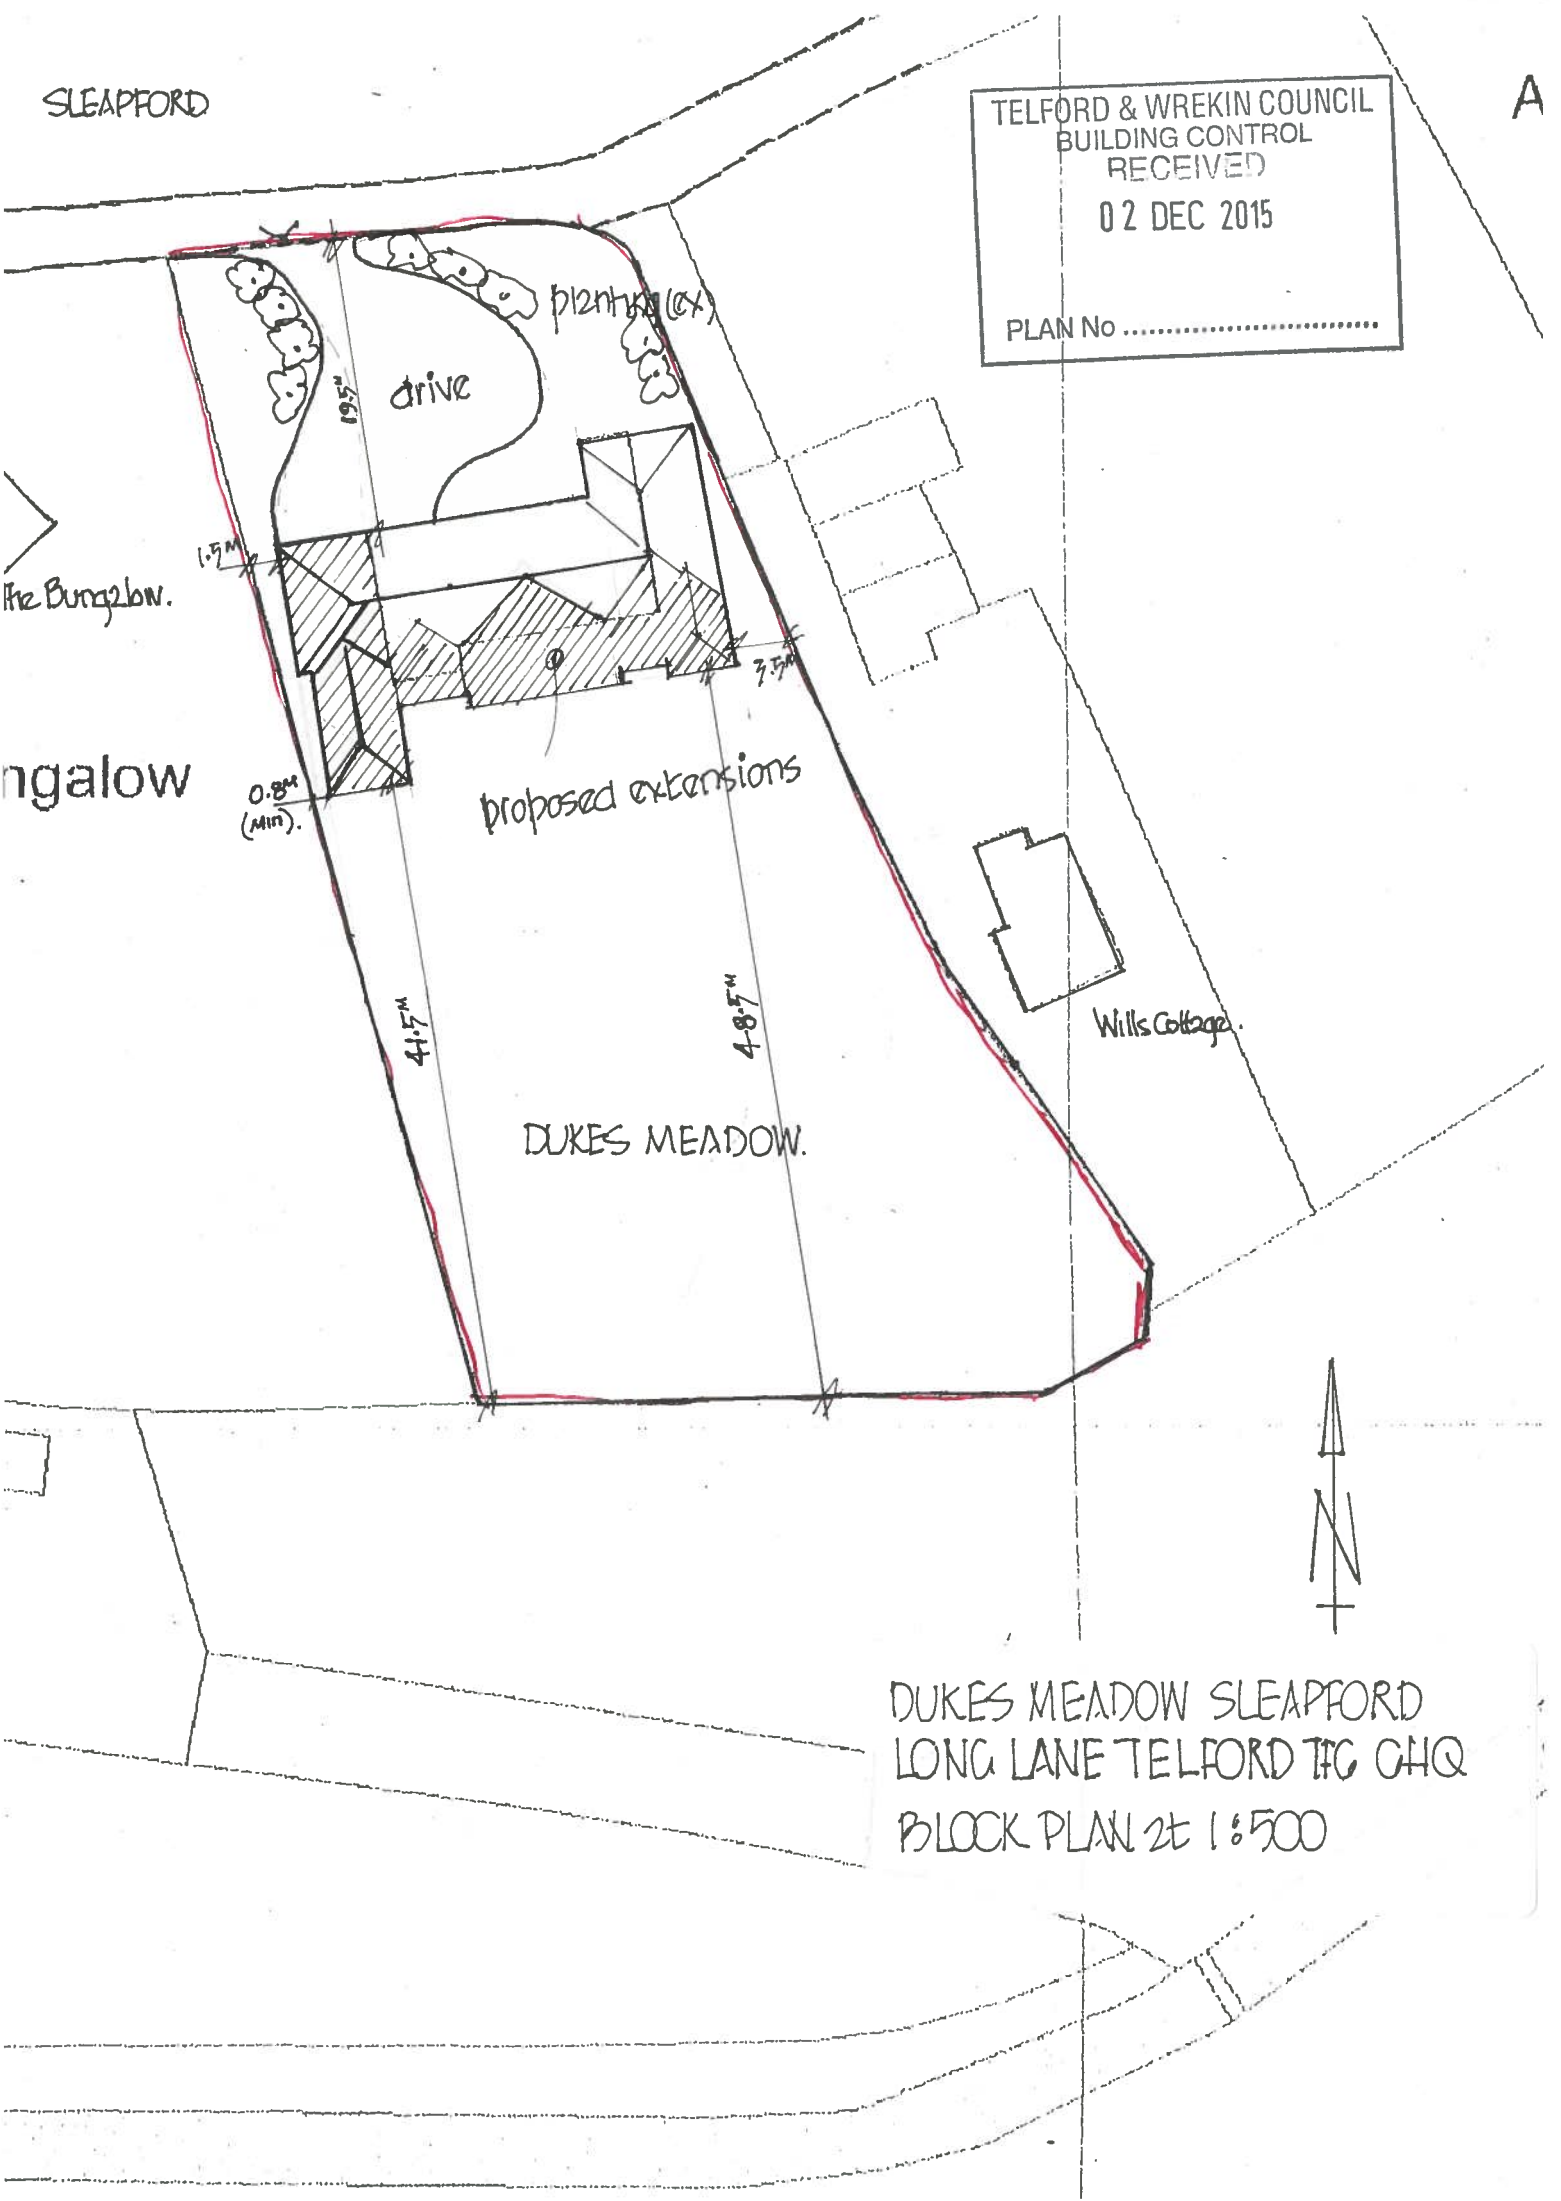 SLEAPFORD
A
TELFORD & WREKIN COUNCIL
BUILDING CONTROL
RECEIVED
02 DEC 2015
PLAN No
planting (ex)
drive
19.5M
1.5M
The Bungalow.
3.5M
ngalow
0.8M
(MIN).
proposed extensions
41.5M
48.5M
Wills Cottage.
DUKES MEADOW.
N
DUKES MEADOW SLEAPFORD
LONG LANE TELFORD TF6 6HQ
BLOCK PLAN at 1:500